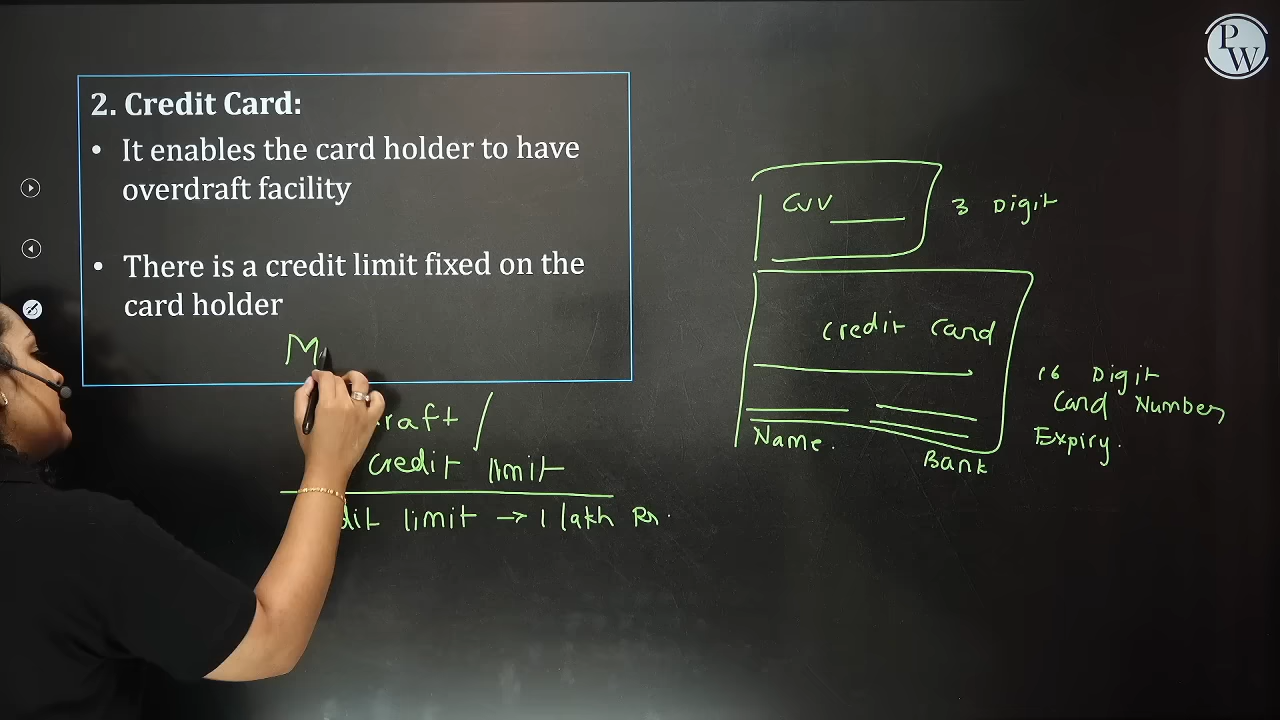 PW
2. Credit Card:
• It enables the card holder to have
overdraft facility
• There is a credit limit fixed on the
card holder
M
raft /
credit limit
dit limit → 1 lakh Rs.
CVV
3 Digit
Credit Card
16 Digit
Card Number
Expiry.
Name.
Bank